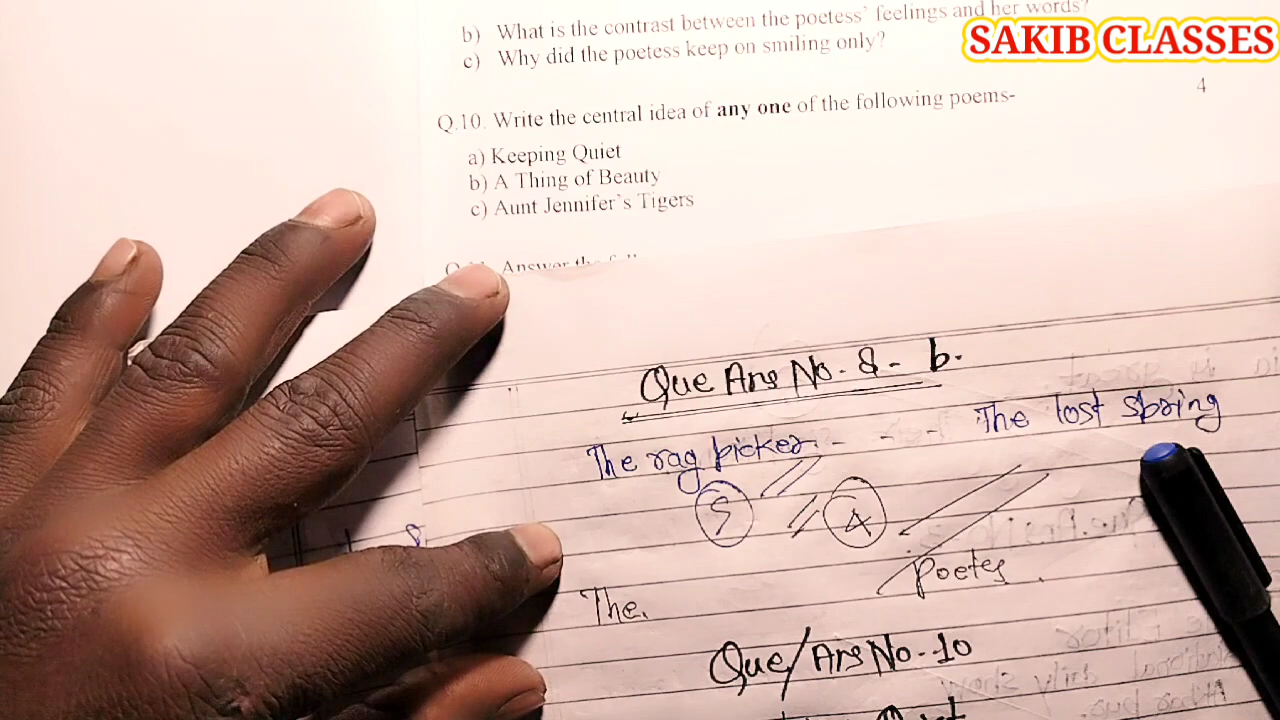 b) What is the contrast between the poetess' feelings and her words?
SAKIB CLASSES
c) Why did the poetess keep on smiling only?
4
Q.10. Write the central idea of any one of the following poems-
a) Keeping Quiet
b) A Thing of Beauty
c) Aunt Jennifer's Tigers
Answer the
Que Ans No. 8 - b.
The rag picker - - - The lost spring
The.
Que/Ans No-10